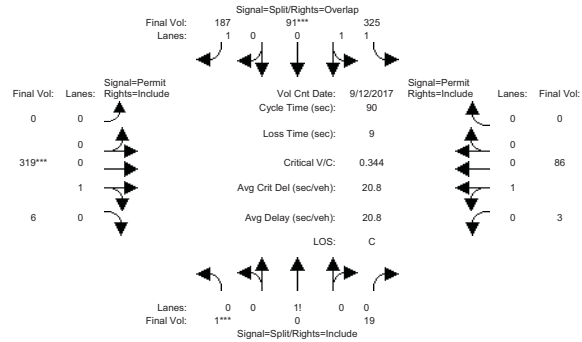 Signal=Split/Rights=Overlap
Final Vol: 187 91*** 325
Lanes: 1 0 0 1 1
Signal=Permit
Final Vol: Lanes: Rights=Include
Vol Cnt Date: 9/12/2017
Signal=Permit
Rights=Include Lanes: Final Vol:
Cycle Time (sec): 90
0 0
0 0
Loss Time (sec): 9
0
0
319*** 0
Critical V/C: 0.344
0 86
1
Avg Crit Del (sec/veh): 20.8
1
6 0
Avg Delay (sec/veh): 20.8
0 3
LOS: C
Lanes: 0 0 1! 0 0
Final Vol: 1*** 0 19
Signal=Split/Rights=Include